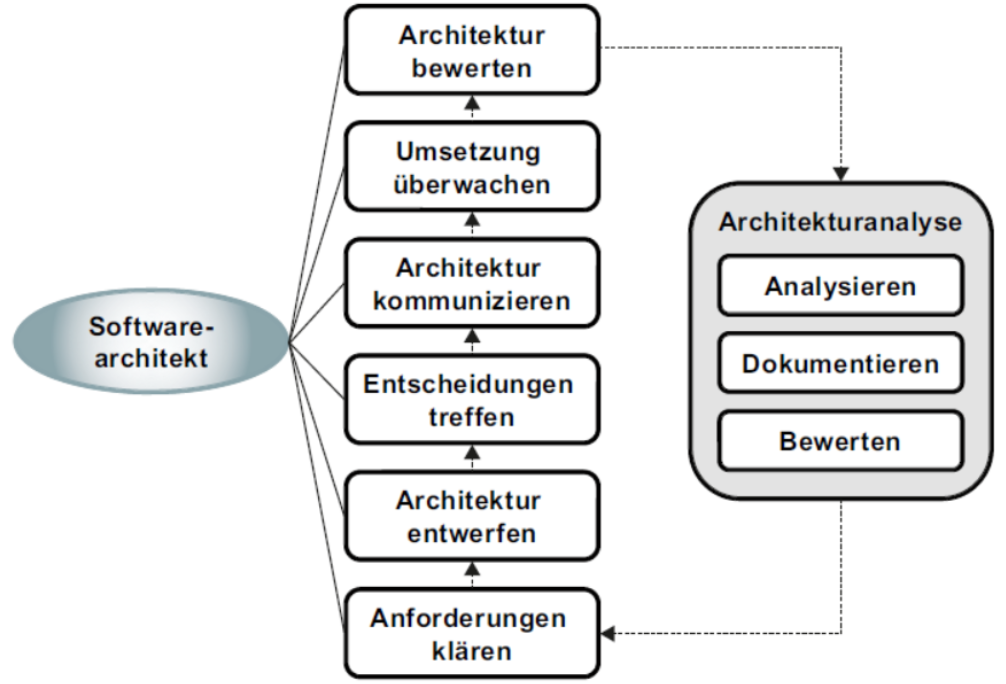 Architektur
bewerten
Umsetzung
überwachen
Architektur
kommunizieren
Entscheidungen
treffen
Architektur
entwerfen
Anforderungen
klären
Software-
architekt
Architekturanalyse
Analysieren
Dokumentieren
Bewerten